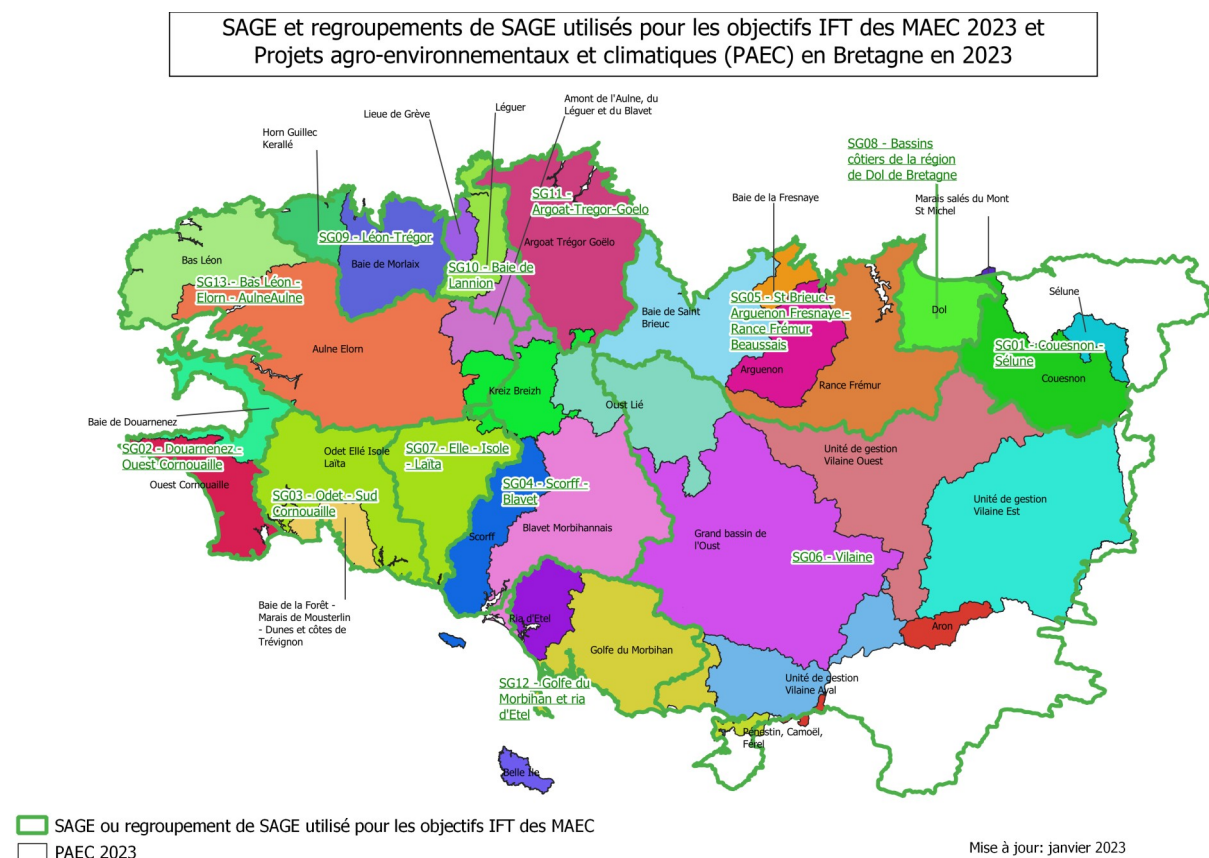 SAGE et regroupements de SAGE utilisés pour les objectifs IFT des MAEC 2023 et
Projets agro-environnementaux et climatiques (PAEC) en Bretagne en 2023
Amont de l'Aulne, du
Léguer et du Blavet
Léguer
Lieue de Grève
Horn Guillec
Kerallé
SG08 - Bassins
côtiers de la région
de Dol de Bretagne
Baie de la Fresnaye
Marais salés du Mont
St Michel
SG11 -
Argoat-Tregor-Goëlo
Argoat Trégor Goëlo
SG09 - Léon-Trégor
Baie de Morlaix
Bas Léon
SG10 - Baie de
Lannion
SG13 - Bas Léon -
Elorn - AulneAulne
Sélune
SG05 - St Brieuc -
Arguenon Fresnaye -
Rance Frémur
Beaussais
Baie de Saint
Brieuc
Dol
SG01 - Couesnon -
Sélune
Couesnon
Aulne Elorn
Arguenon
Rance Frémur
Kreiz Breizh
Oust Lié
Baie de Douarnenez
SG02 - Douarnenez -
Ouest Cornouaille
Ouest Cornouaille
Odet Ellé Isole
Laïta
SG07 - Elle - Isole
- Laïta
Unité de gestion
Vilaine Ouest
SG03 - Odet - Sud
Cornouaille
SG04 - Scorff -
Blavet
Unité de gestion
Vilaine Est
Blavet Morbihannais
Scorff
Grand bassin de
l'Oust
SG06 - Vilaine
Baie de la Forêt -
Marais de Mousterlin
- Dunes et côtes de
Trévignon
Ria d'Etel
Aron
Golfe du Morbihan
SG12 - Golfe du
Morbihan et ria
d'Etel
Unité de gestion
Vilaine Aval
Pénestin, Camoël,
Férel
Belle Ile
SAGE ou regroupement de SAGE utilisé pour les objectifs IFT des MAEC
PAEC 2023
Mise à jour: janvier 2023